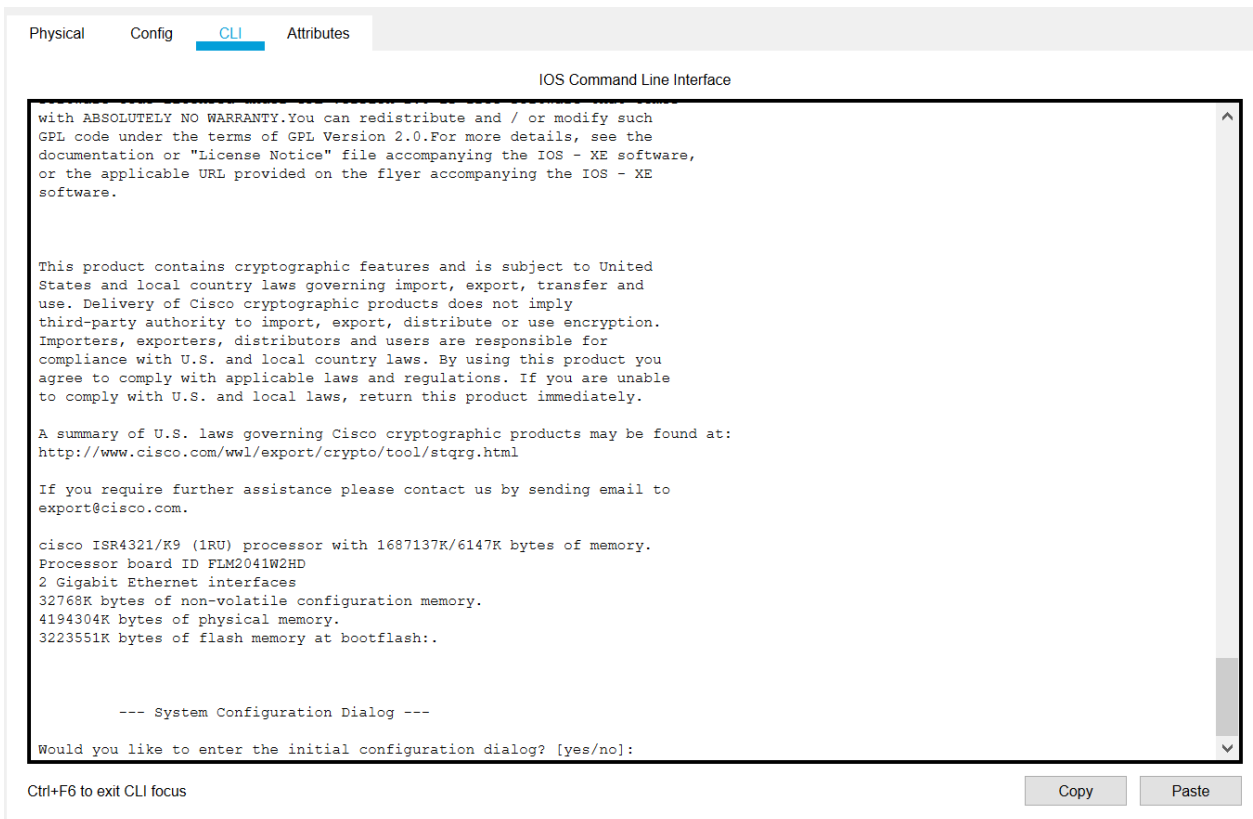 Physical Config CLI Attributes
IOS Command Line Interface
with ABSOLUTELY NO WARRANTY.You can redistribute and / or modify such
GPL code under the terms of GPL Version 2.0.For more details, see the
documentation or "License Notice" file accompanying the IOS - XE software,
or the applicable URL provided on the flyer accompanying the IOS - XE
software.
This product contains cryptographic features and is subject to United
States and local country laws governing import, export, transfer and
use. Delivery of Cisco cryptographic products does not imply
third-party authority to import, export, distribute or use encryption.
Importers, exporters, distributors and users are responsible for
compliance with U.S. and local country laws. By using this product you
agree to comply with applicable laws and regulations. If you are unable
to comply with U.S. and local laws, return this product immediately.
A summary of U.S. laws governing Cisco cryptographic products may be found at:
http://www.cisco.com/wwl/export/crypto/tool/stqrg.html
If you require further assistance please contact us by sending email to
export@cisco.com.
cisco ISR4321/K9 (1RU) processor with 1687137K/6147K bytes of memory.
Processor board ID FLM2041W2HD
2 Gigabit Ethernet interfaces
32768K bytes of non-volatile configuration memory.
4194304K bytes of physical memory.
3223551K bytes of flash memory at bootflash:.
--- System Configuration Dialog ---
Would you like to enter the initial configuration dialog? [yes/no]:
Ctrl+F6 to exit CLI focus
Copy Paste